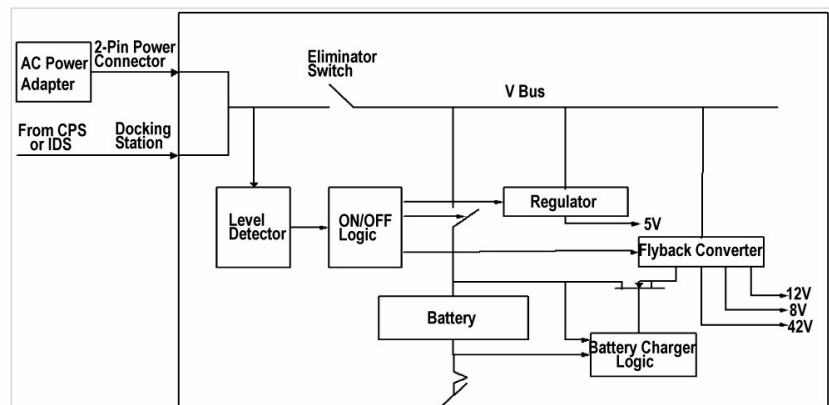 AC Power
Adapter
2-Pin Power
Connector
Eliminator
Switch
V Bus
From CPS
or IDS
Docking
Station
Level
Detector
ON/OFF
Logic
Regulator
5V
Flyback Converter
12V
8V
42V
Battery
Battery Charger
Logic